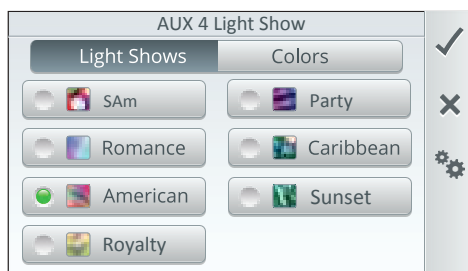 AUX 4 Light Show
Light Shows Colors
SAm Party
Romance Caribbean
American Sunset
Royalty